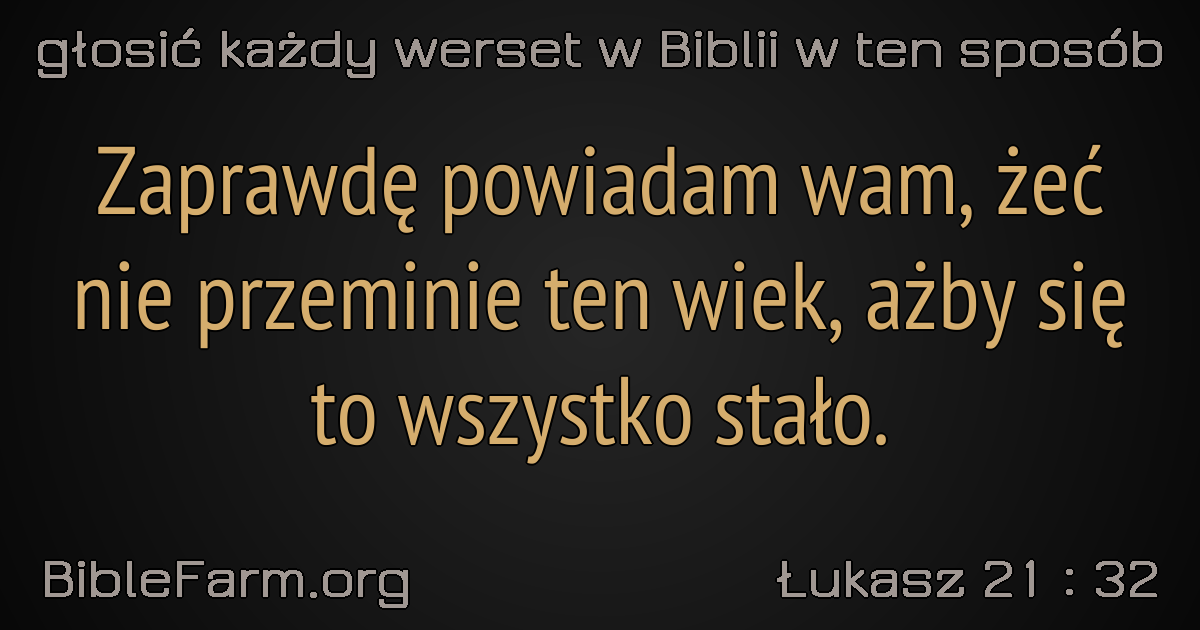 głosić każdy werset w Biblii w ten sposób
Zaprawdę powiadam wam, żeć
nie przeminie ten wiek, ażby się
to wszystko stało.
BibleFarm.org
Łukasz 21 : 32